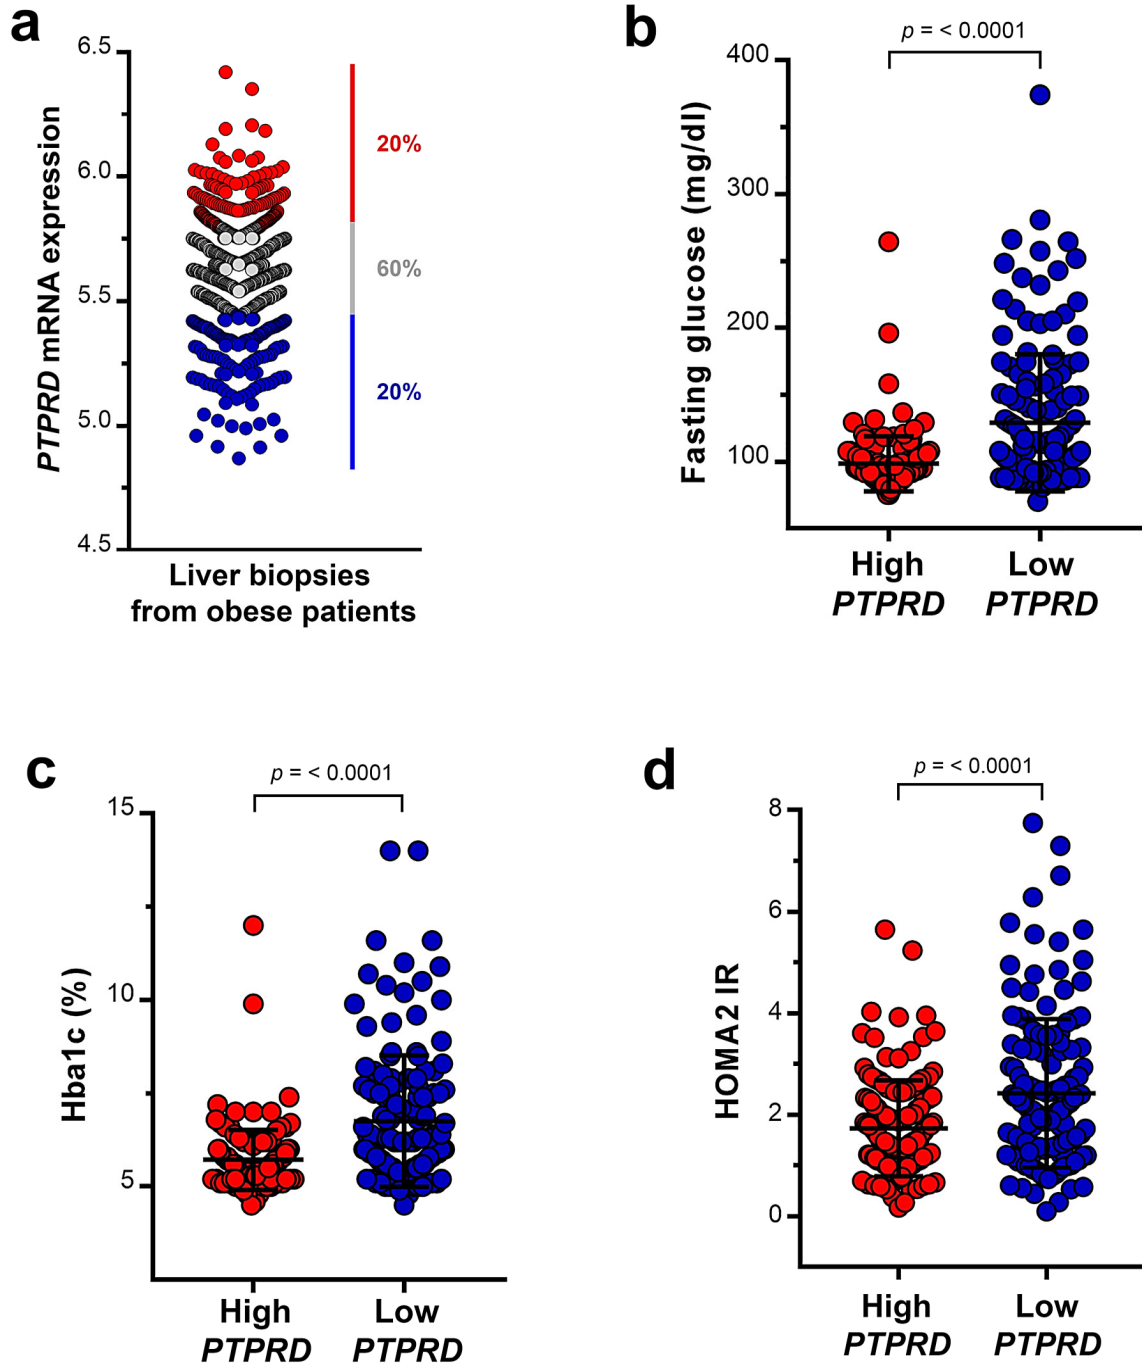 a
6.5
6.0
5.5
5.0
4.5
PTPRD mRNA expression
20%
60%
20%
Liver biopsies
from obese patients
b
p = < 0.0001
400
300
200
100
Fasting glucose (mg/dl)
High
PTPRD
Low
PTPRD
c
p = < 0.0001
15
10
5
Hba1c (%)
High
PTPRD
Low
PTPRD
d
p = < 0.0001
8
6
4
2
0
HOMA2 IR
High
PTPRD
Low
PTPRD